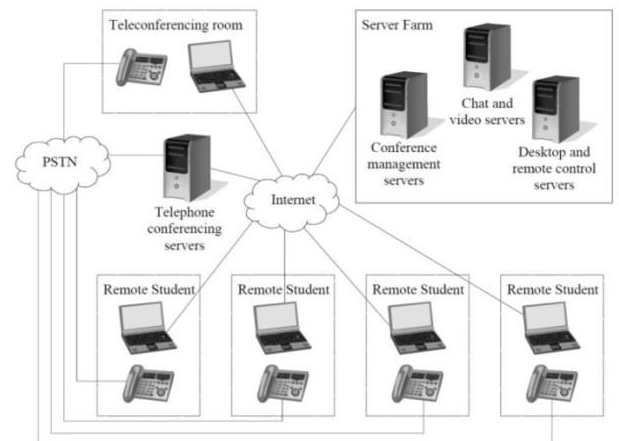 Teleconferencing room
Server Farm
Chat and
video servers
Conference
management
servers
Desktop and
remote control
servers
PSTN
Telephone
conferencing
servers
Internet
Remote Student
Remote Student
Remote Student
Remote Student